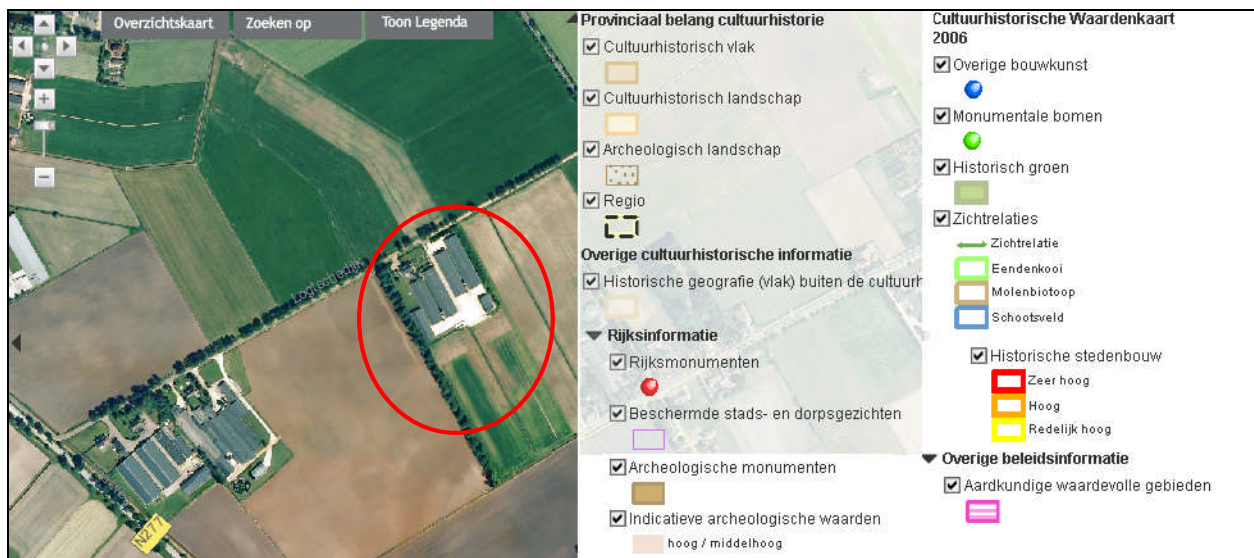 Overzichtskaart
Zoeken op
Toon Legenda
Zogtsedijk
N277
Provinciaal belang cultuurhistorie
Cultuurhistorisch vlak
Cultuurhistorisch landschap
Archeologisch landschap
Regio
Overige cultuurhistorische informatie
Historische geografie (vlak) buiten de cultuurh
Rijksinformatie
Rijksmonumenten
Beschermde stads- en dorpsgezichten
Archeologische monumenten
Indicatieve archeologische waarden
hoog / middelhoog
Cultuurhistorische Waardenkaart
2006
Overige bouwkunst
Monumentale bomen
Historisch groen
Zichtrelaties
Zichtrelatie
Eendenkooi
Molenbiotoop
Schootsveld
Historische stedenbouw
Zeer hoog
Hoog
Redelijk hoog
Overige beleidsinformatie
Aardkundige waardevolle gebieden